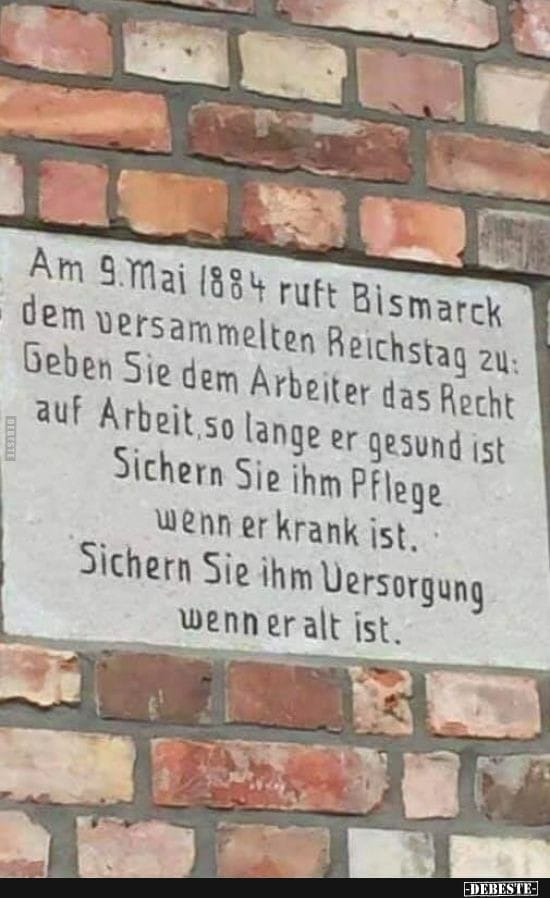 Am 9. Mai 1884 ruft Bismarck
dem versammelten Reichstag zu:
Geben Sie dem Arbeiter das Recht
auf Arbeit, so lange er gesund ist
Sichern Sie ihm Pflege
wenn er krank ist.
Sichern Sie ihm Versorgung
wenn er alt ist.
DEBESTE
-DEBESTE-